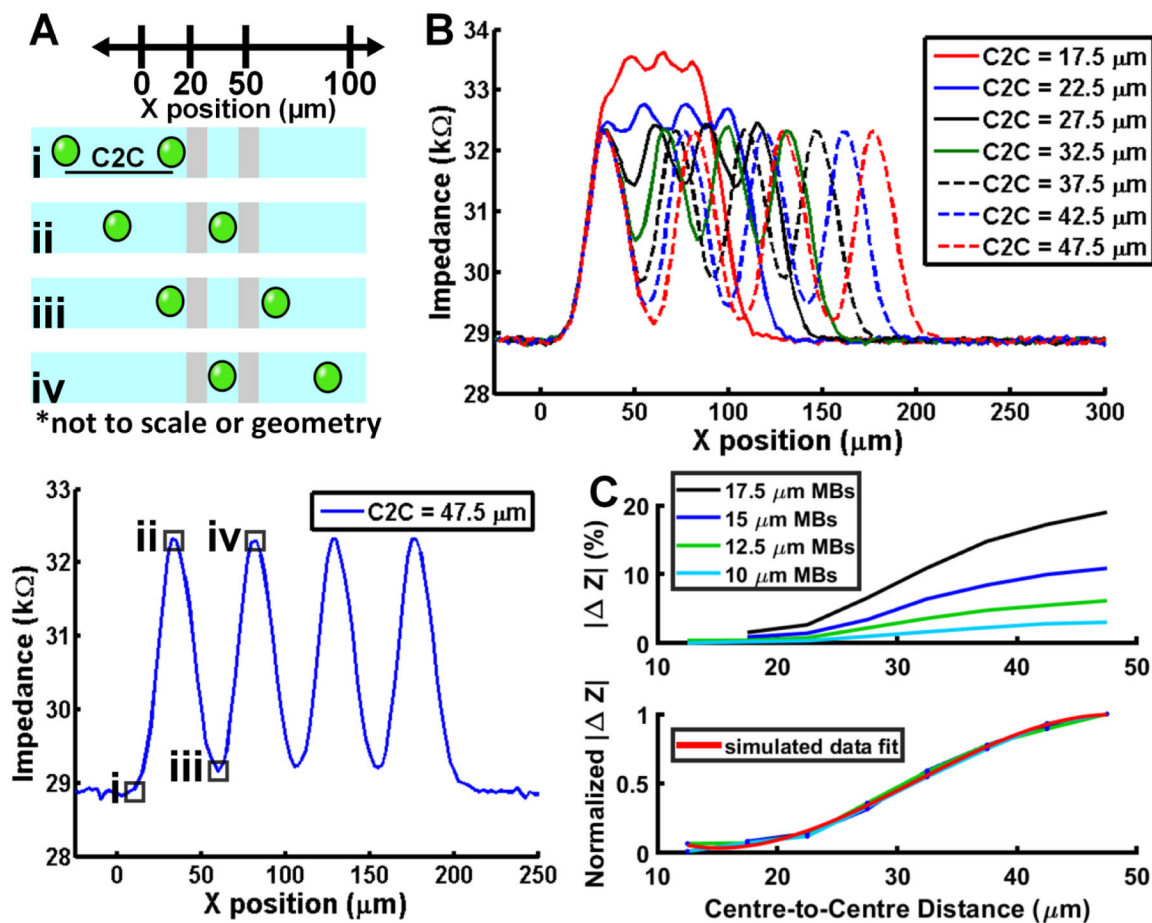 A
0 20 50 100
X position (μm)
i
C2C
ii
iii
iv
*not to scale or geometry
B
34
33
32
31
30
29
28
Impedance (kΩ)
C2C = 17.5 μm
C2C = 22.5 μm
C2C = 27.5 μm
C2C = 32.5 μm
C2C = 37.5 μm
C2C = 42.5 μm
C2C = 47.5 μm
0 50 100 150 200 250 300
X position (μm)
33
32
31
30
29
28
Impedance (kΩ)
C2C = 47.5 μm
ii
iv
iii
i
0 50 100 150 200 250
X position (μm)
C
17.5 μm MBs
15 μm MBs
12.5 μm MBs
10 μm MBs
20
10
0
|Δ Z| (%)
10 20 30 40 50
1
0.5
0
Normalized |Δ Z|
simulated data fit
10 20 30 40 50
Centre-to-Centre Distance (μm)